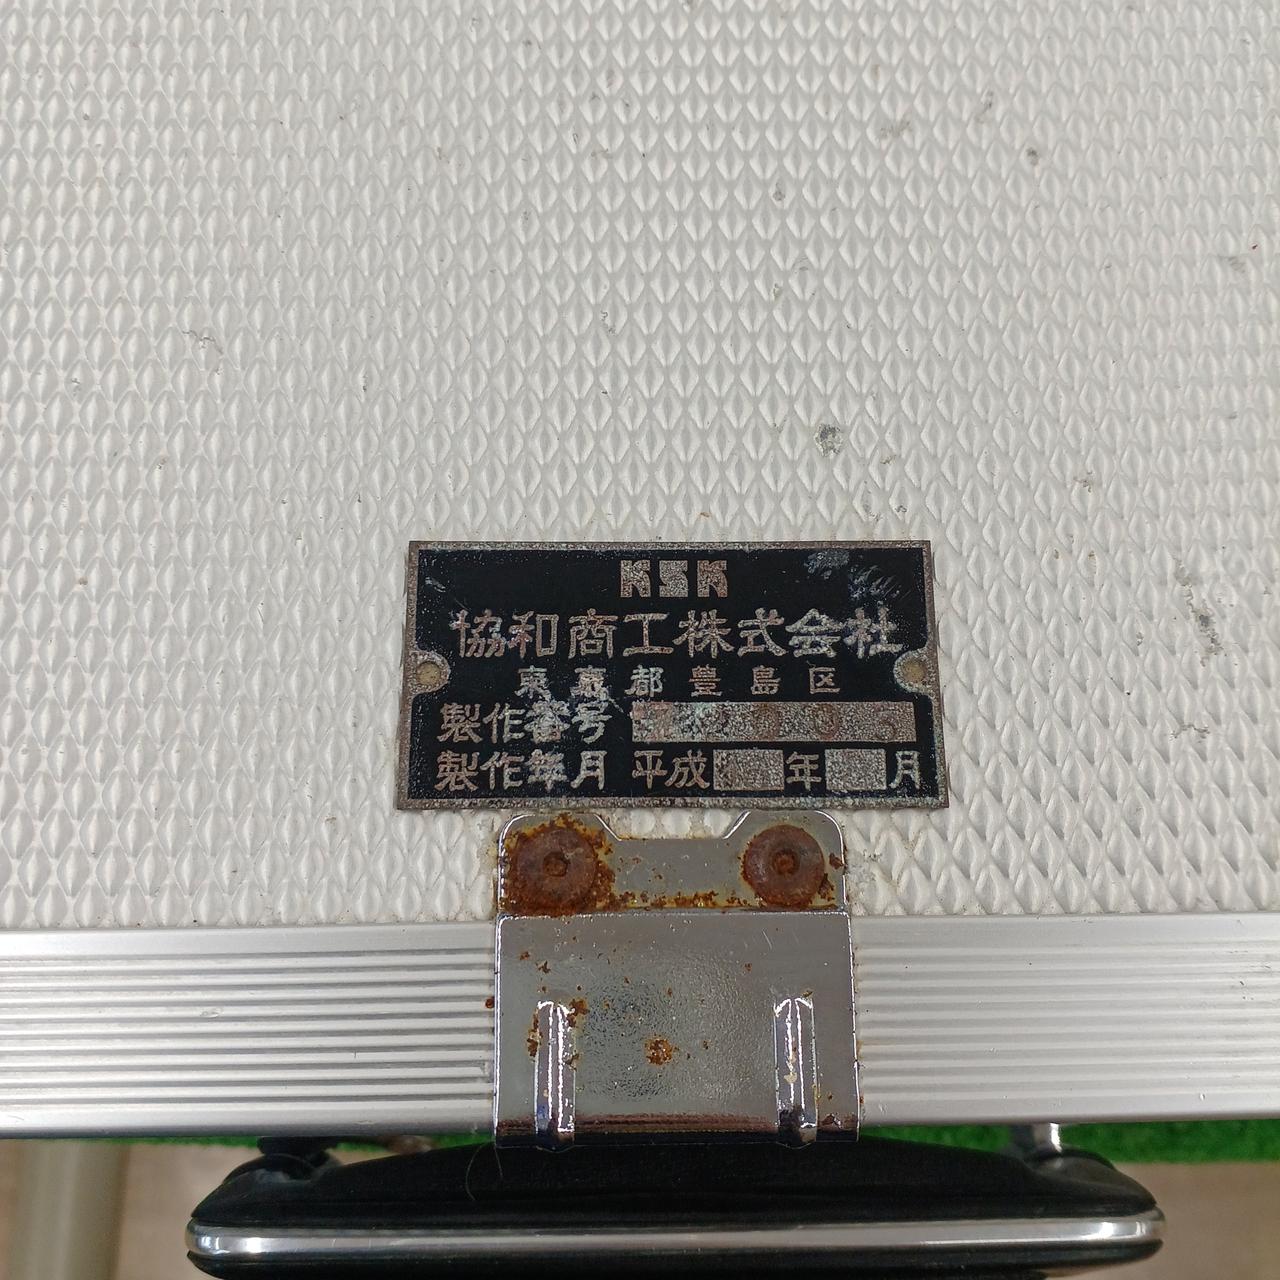 KSK
協和商工株式会社
東京都豊島区
製作番号
製作年月 平成 年 月